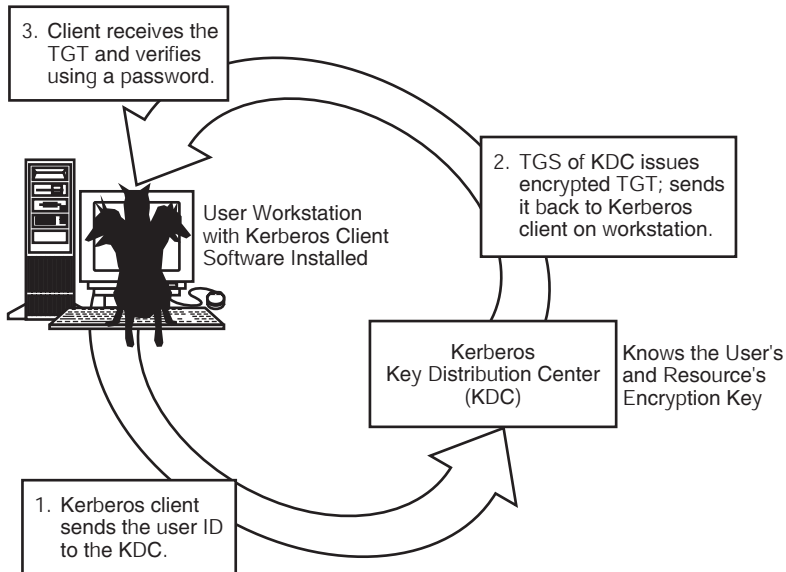 3. Client receives the
TGT and verifies
using a password.
2. TGS of KDC issues
encrypted TGT; sends
it back to Kerberos
client on workstation.
User Workstation
with Kerberos Client
Software Installed
Kerberos
Key Distribution Center
(KDC)
Knows the User's
and Resource's
Encryption Key
1. Kerberos client
sends the user ID
to the KDC.